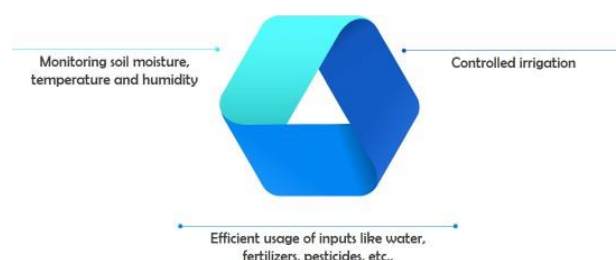 Monitoring soil moisture,
temperature and humidity
Controlled irrigation
Efficient usage of inputs like water,
fertilizers, pesticides, etc..